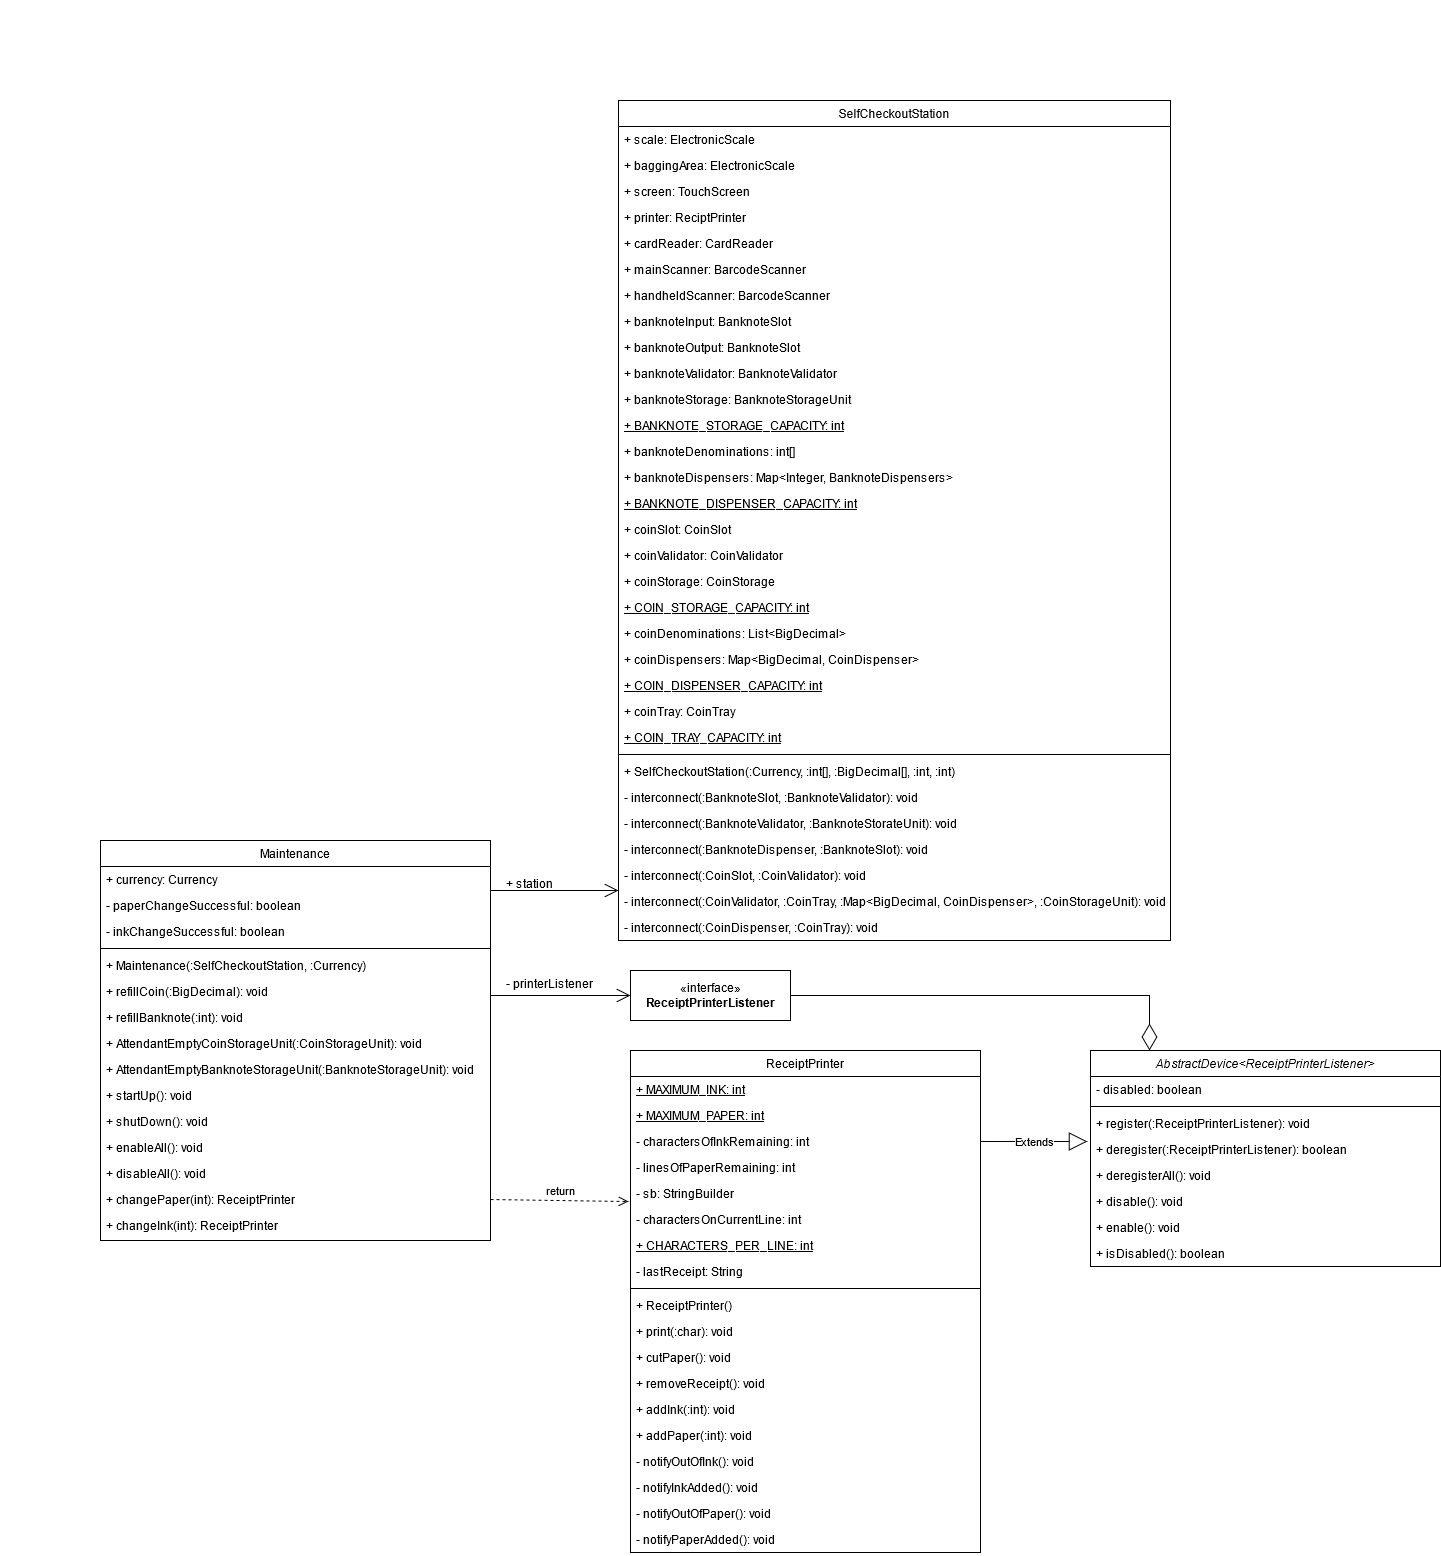 SelfCheckoutStation
+ scale: ElectronicScale
+ baggingArea: ElectronicScale
+ screen: TouchScreen
+ printer: ReciptPrinter
+ cardReader: CardReader
+ mainScanner: BarcodeScanner
+ handheldScanner: BarcodeScanner
+ banknoteInput: BanknoteSlot
+ banknoteOutput: BanknoteSlot
+ banknoteValidator: BanknoteValidator
+ banknoteStorage: BanknoteStorageUnit
+ BANKNOTE_STORAGE_CAPACITY: int
+ banknoteDenominations: int[]
+ banknoteDispensers: Map<Integer, BanknoteDispensers>
+ BANKNOTE_DISPENSER_CAPACITY: int
+ coinSlot: CoinSlot
+ coinValidator: CoinValidator
+ coinStorage: CoinStorage
+ COIN_STORAGE_CAPACITY: int
+ coinDenominations: List<BigDecimal>
+ coinDispensers: Map<BigDecimal, CoinDispenser>
+ COIN_DISPENSER_CAPACITY: int
+ coinTray: CoinTray
+ COIN_TRAY_CAPACITY: int
+ SelfCheckoutStation(:Currency, :int[], :BigDecimal[], :int, :int)
- interconnect(:BanknoteSlot, :BanknoteValidator): void
- interconnect(:BanknoteValidator, :BanknoteStorateUnit): void
- interconnect(:BanknoteDispenser, :BanknoteSlot): void
- interconnect(:CoinSlot, :CoinValidator): void
- interconnect(:CoinValidator, :CoinTray, :Map<BigDecimal, CoinDispenser>, :CoinStorageUnit): void
- interconnect(:CoinDispenser, :CoinTray): void
Maintenance
+ currency: Currency
- paperChangeSuccessful: boolean
- inkChangeSuccessful: boolean
+ Maintenance(:SelfCheckoutStation, :Currency)
+ refillCoin(:BigDecimal): void
+ refillBanknote(:int): void
+ AttendantEmptyCoinStorageUnit(:CoinStorageUnit): void
+ AttendantEmptyBanknoteStorageUnit(:BanknoteStorageUnit): void
+ startUp(): void
+ shutDown(): void
+ enableAll(): void
+ disableAll(): void
+ changePaper(int): ReceiptPrinter
+ changeInk(int): ReceiptPrinter
+ station
- printerListener
return
«interface»
ReceiptPrinterListener
ReceiptPrinter
+ MAXIMUM_INK: int
+ MAXIMUM_PAPER: int
- charactersOfInkRemaining: int
- linesOfPaperRemaining: int
- sb: StringBuilder
- charactersOnCurrentLine: int
+ CHARACTERS_PER_LINE: int
- lastReceipt: String
+ ReceiptPrinter()
+ print(:char): void
+ cutPaper(): void
+ removeReceipt(): void
+ addInk(:int): void
+ addPaper(:int): void
- notifyOutOfInk(): void
- notifyInkAdded(): void
- notifyOutOfPaper(): void
- notifyPaperAdded(): void
Extends
AbstractDevice<ReceiptPrinterListener>
- disabled: boolean
+ register(:ReceiptPrinterListener): void
+ deregister(:ReceiptPrinterListener): boolean
+ deregisterAll(): void
+ disable(): void
+ enable(): void
+ isDisabled(): boolean